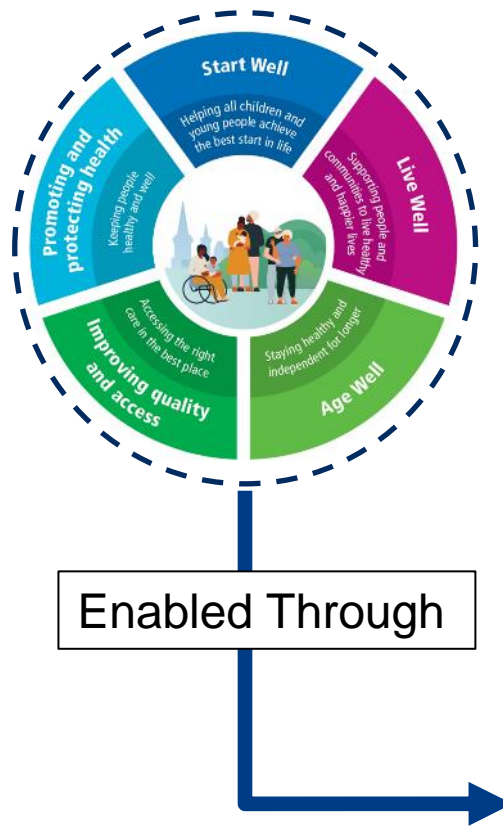 Start Well
Helping all children and
young people achieve
the best start in life
Live Well
Supporting people and
communities to live healthy
and happier lives
Age Well
Staying healthy and
independent for longer
Improving quality
and access
Accessing the right
care in the best place
Promoting and
protecting health
Keeping people
healthy and well
Enabled Through